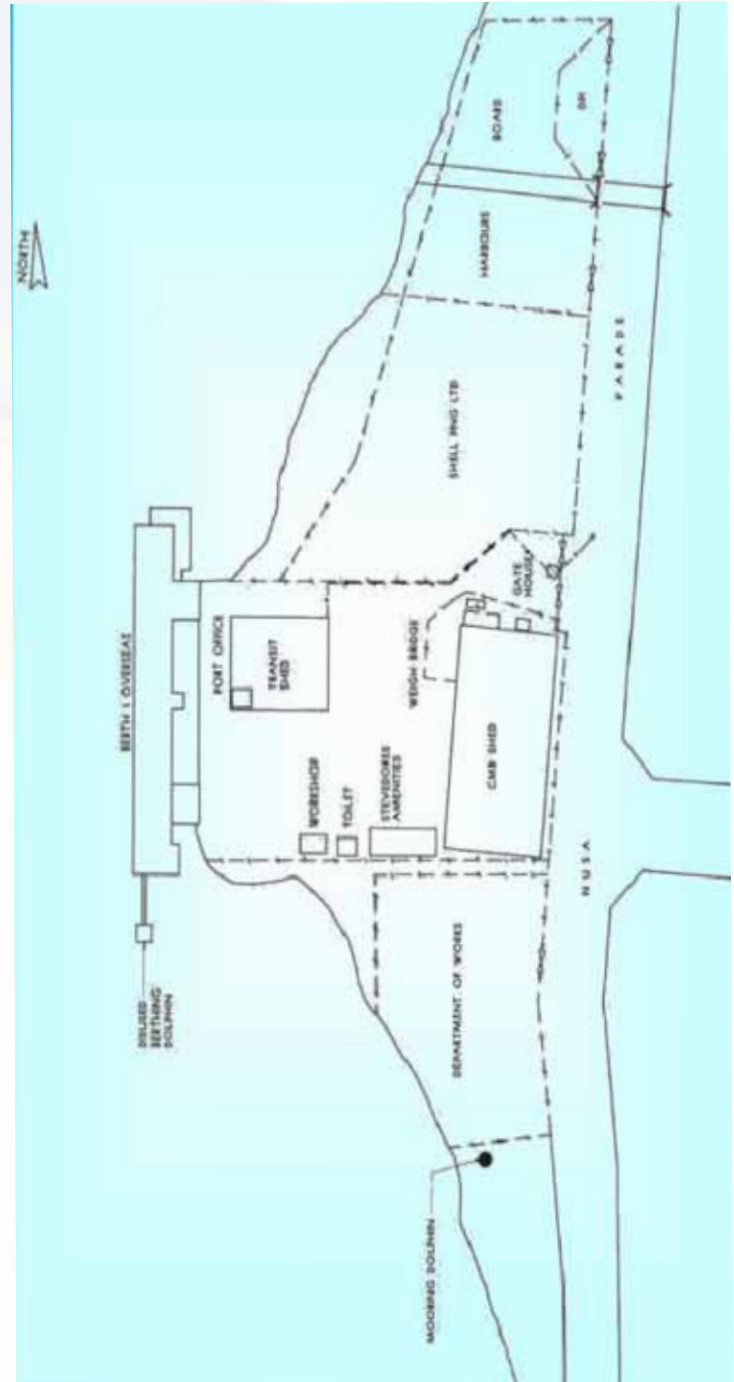 NORTH
BOARD
DPI
HARBOURS
SHELL PNG LTD
PARADE
BERTH 1 OVERSEAS
PORT OFFICE
TRANSIT
SHED
GATE
HOUSE
WEIGH BRIDGE
CMB SHED
WORKSHOP
TOILET
STEVEDORES
AMENITIES
NUSA
DISUSED
BERTHING
DOLPHIN
DEPARTMENT OF WORKS
MOORING DOLPHIN